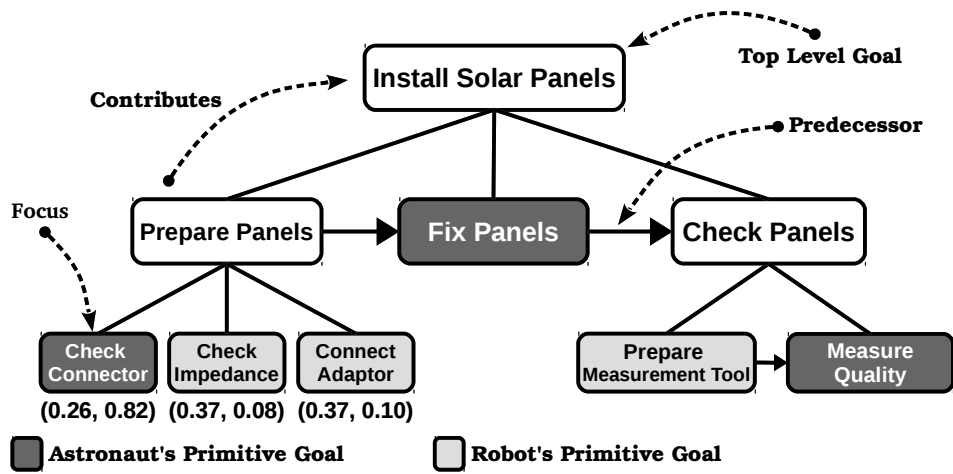 Install Solar Panels
Top Level Goal
Contributes
Predecessor
Focus
Prepare Panels
Fix Panels
Check Panels
Check
Connector
Check
Impedance
Connect
Adaptor
Prepare
Measurement Tool
Measure
Quality
(0.26, 0.82)
(0.37, 0.08)
(0.37, 0.10)
Astronaut's Primitive Goal
Robot's Primitive Goal